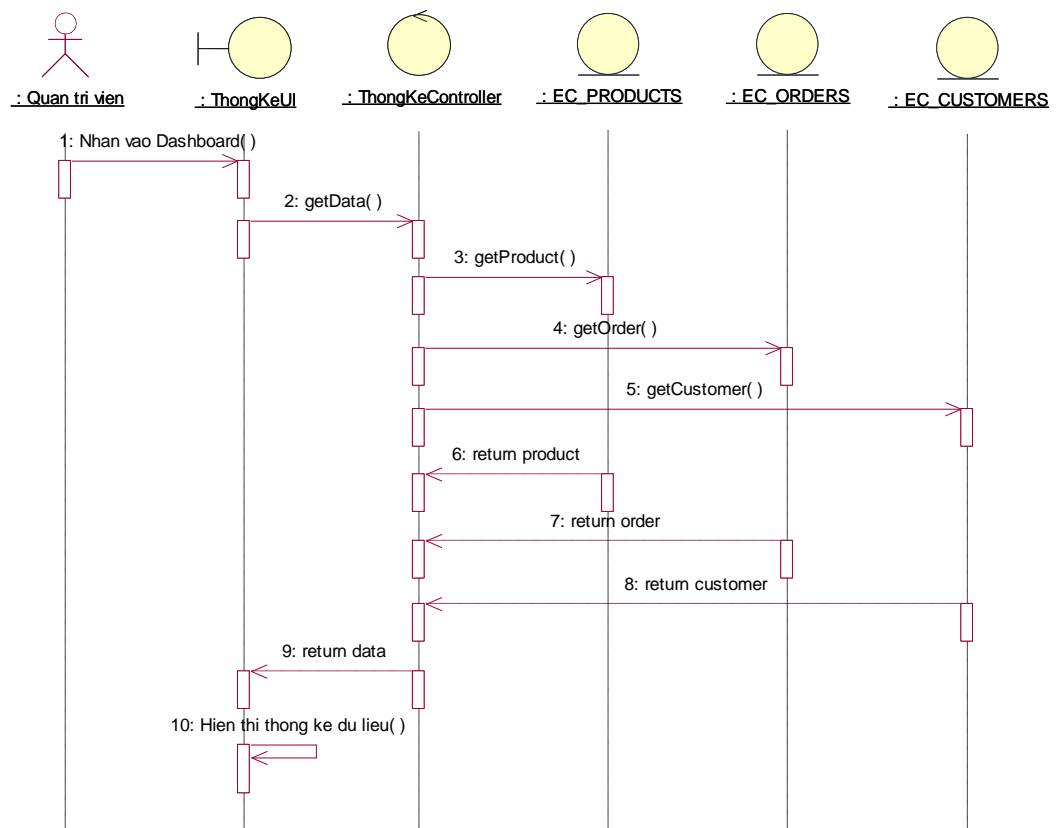 : Quan tri vien
: ThongKeUI
: ThongKeController
: EC_PRODUCTS
: EC_ORDERS
: EC_CUSTOMERS
1: Nhan vao Dashboard( )
2: getData( )
3: getProduct( )
4: getOrder( )
5: getCustomer( )
6: return product
7: return order
8: return customer
9: return data
10: Hien thi thong ke du lieu( )